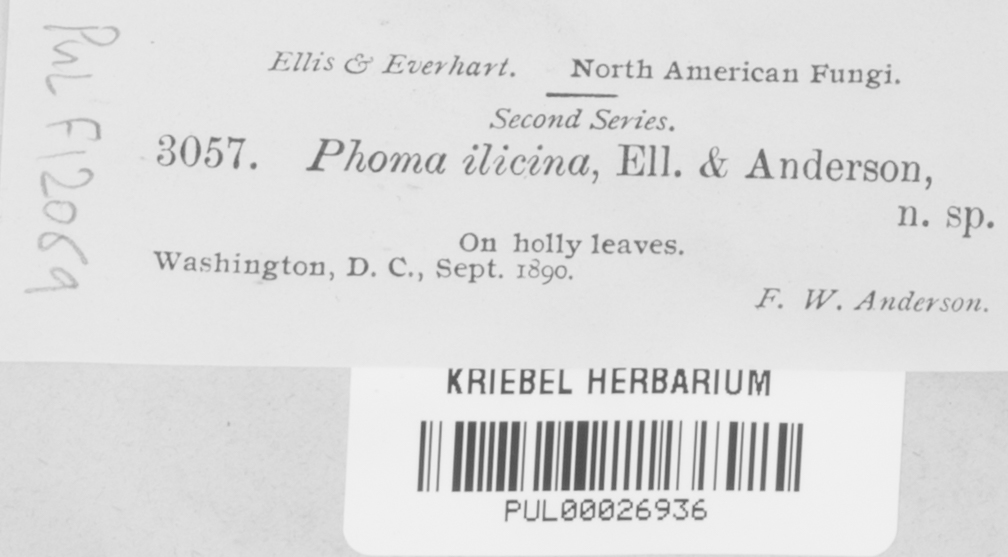 Ellis & Everhart. North American Fungi.
Second Series.
3057. Phoma ilicina, Ell. & Anderson,
n. sp.
On holly leaves.
Washington, D. C., Sept. 1890.
F. W. Anderson.
PUL F12069
KRIEBEL HERBARIUM
PUL00026936